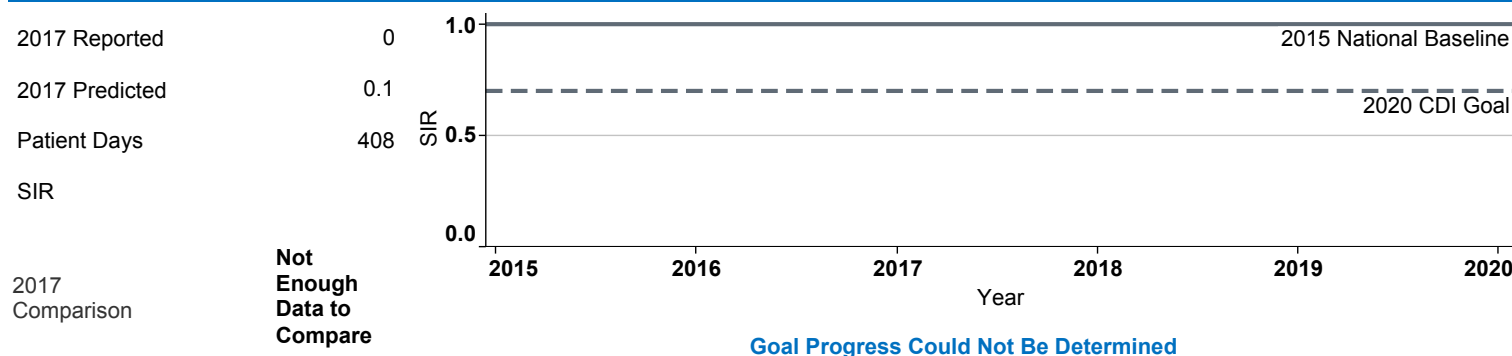 2017 Reported 0
2017 Predicted 0.1
Patient Days 408
SIR
2017
Comparison
Not
Enough
Data to
Compare
1.0
0.5
0.0
SIR
2015 National Baseline
2020 CDI Goal
2015 2016 2017 2018 2019 2020
Year
Goal Progress Could Not Be Determined